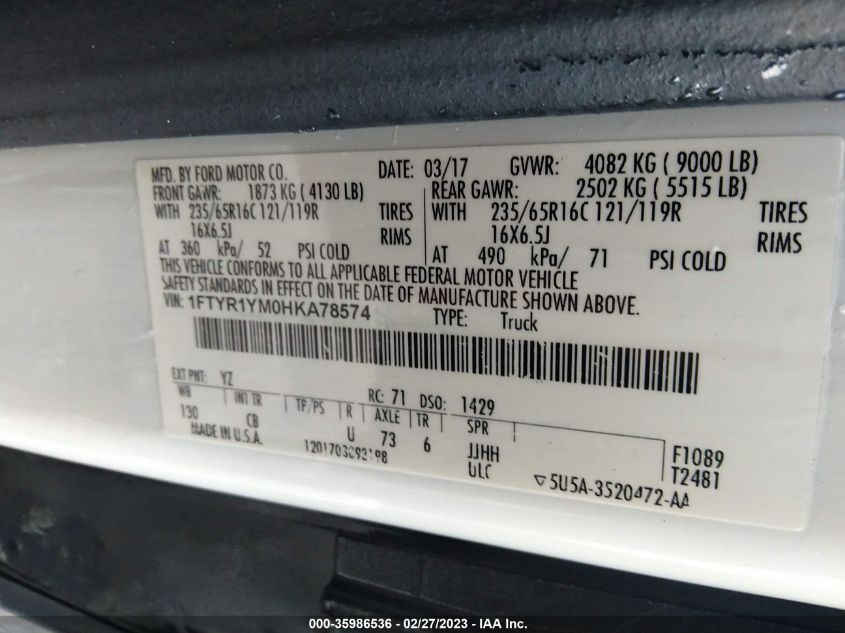 MFD. BY FORD MOTOR CO. DATE: 03/17 GVWR: 4082 KG ( 9000 LB)
FRONT GAWR: 1873 KG ( 4130 LB) REAR GAWR: 2502 KG ( 5515 LB)
WITH 235/65R16C 121/119R TIRES WITH 235/65R16C 121/119R TIRES
16X6.5J RIMS 16X6.5J RIMS
AT 360 kPa/ 52 PSI COLD AT 490 kPa/ 71 PSI COLD
THIS VEHICLE CONFORMS TO ALL APPLICABLE FEDERAL MOTOR VEHICLE
SAFETY STANDARDS IN EFFECT ON THE DATE OF MANUFACTURE SHOWN ABOVE.
VIN: 1FTYR1YM0HKA78574 TYPE: Truck
EXT PNT: YZ RC: 71 DSO: 1429
WB INT TR TP/PS R AXLE TR SPR
130 CB U 73 6 JJHH F1089
MADE IN U.S.A. ULC T2481
5U5A-3520472-AA
000-35986536 - 02/27/2023 - IAA Inc.